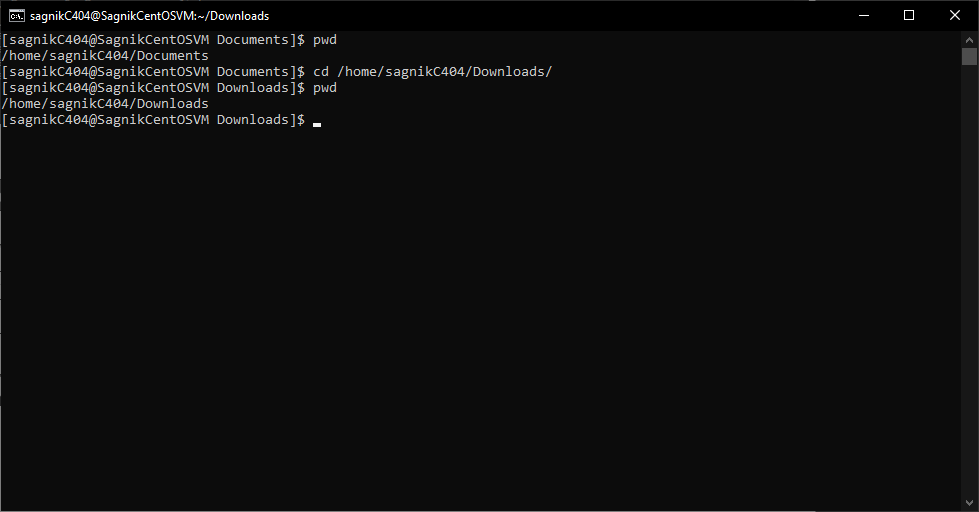 sagnikC404@SagnikCentOSVM:~/Downloads
[sagnikC404@SagnikCentOSVM Documents]$ pwd
/home/sagnikC404/Documents
[sagnikC404@SagnikCentOSVM Documents]$ cd /home/sagnikC404/Downloads/
[sagnikC404@SagnikCentOSVM Downloads]$ pwd
/home/sagnikC404/Downloads
[sagnikC404@SagnikCentOSVM Downloads]$